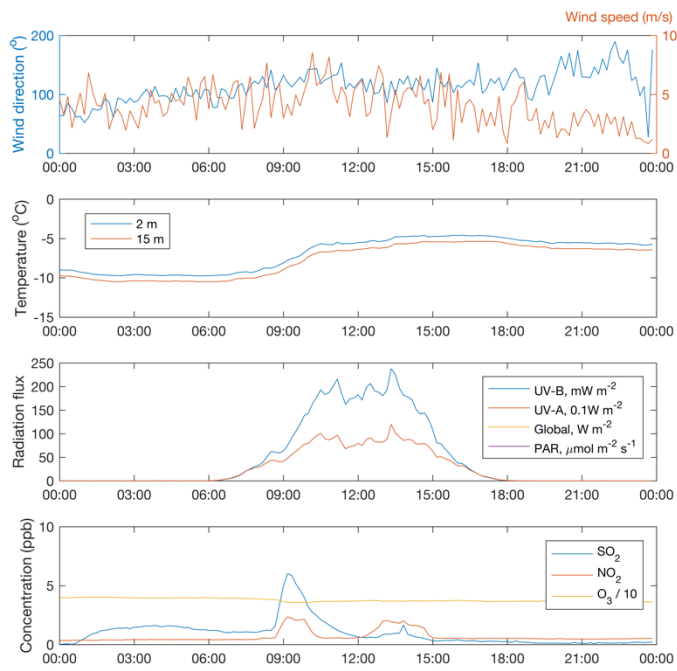 Wind speed (m/s)
Wind direction (°)
200
100
0
10
5
0
00:00 03:00 06:00 09:00 12:00 15:00 18:00 21:00 00:00
Temperature (°C)
0
-5
-10
-15
2 m
15 m
00:00 03:00 06:00 09:00 12:00 15:00 18:00 21:00 00:00
Radiation flux
250
200
150
100
50
0
UV-B, mW m⁻²
UV-A, 0.1W m⁻²
Global, W m⁻²
PAR, μmol m⁻² s⁻¹
00:00 03:00 06:00 09:00 12:00 15:00 18:00 21:00 00:00
Concentration (ppb)
10
5
0
SO₂
NO₂
O₃ / 10
00:00 03:00 06:00 09:00 12:00 15:00 18:00 21:00 00:00